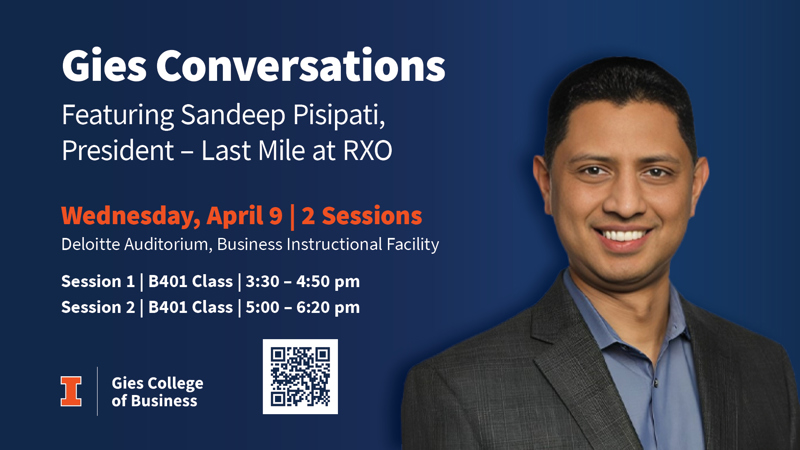 Gies Conversations
Featuring Sandeep Pisipati,
President – Last Mile at RXO
Wednesday, April 9 | 2 Sessions
Deloitte Auditorium, Business Instructional Facility
Session 1 | B401 Class | 3:30 – 4:50 pm
Session 2 | B401 Class | 5:00 – 6:20 pm
I
Gies College
of Business